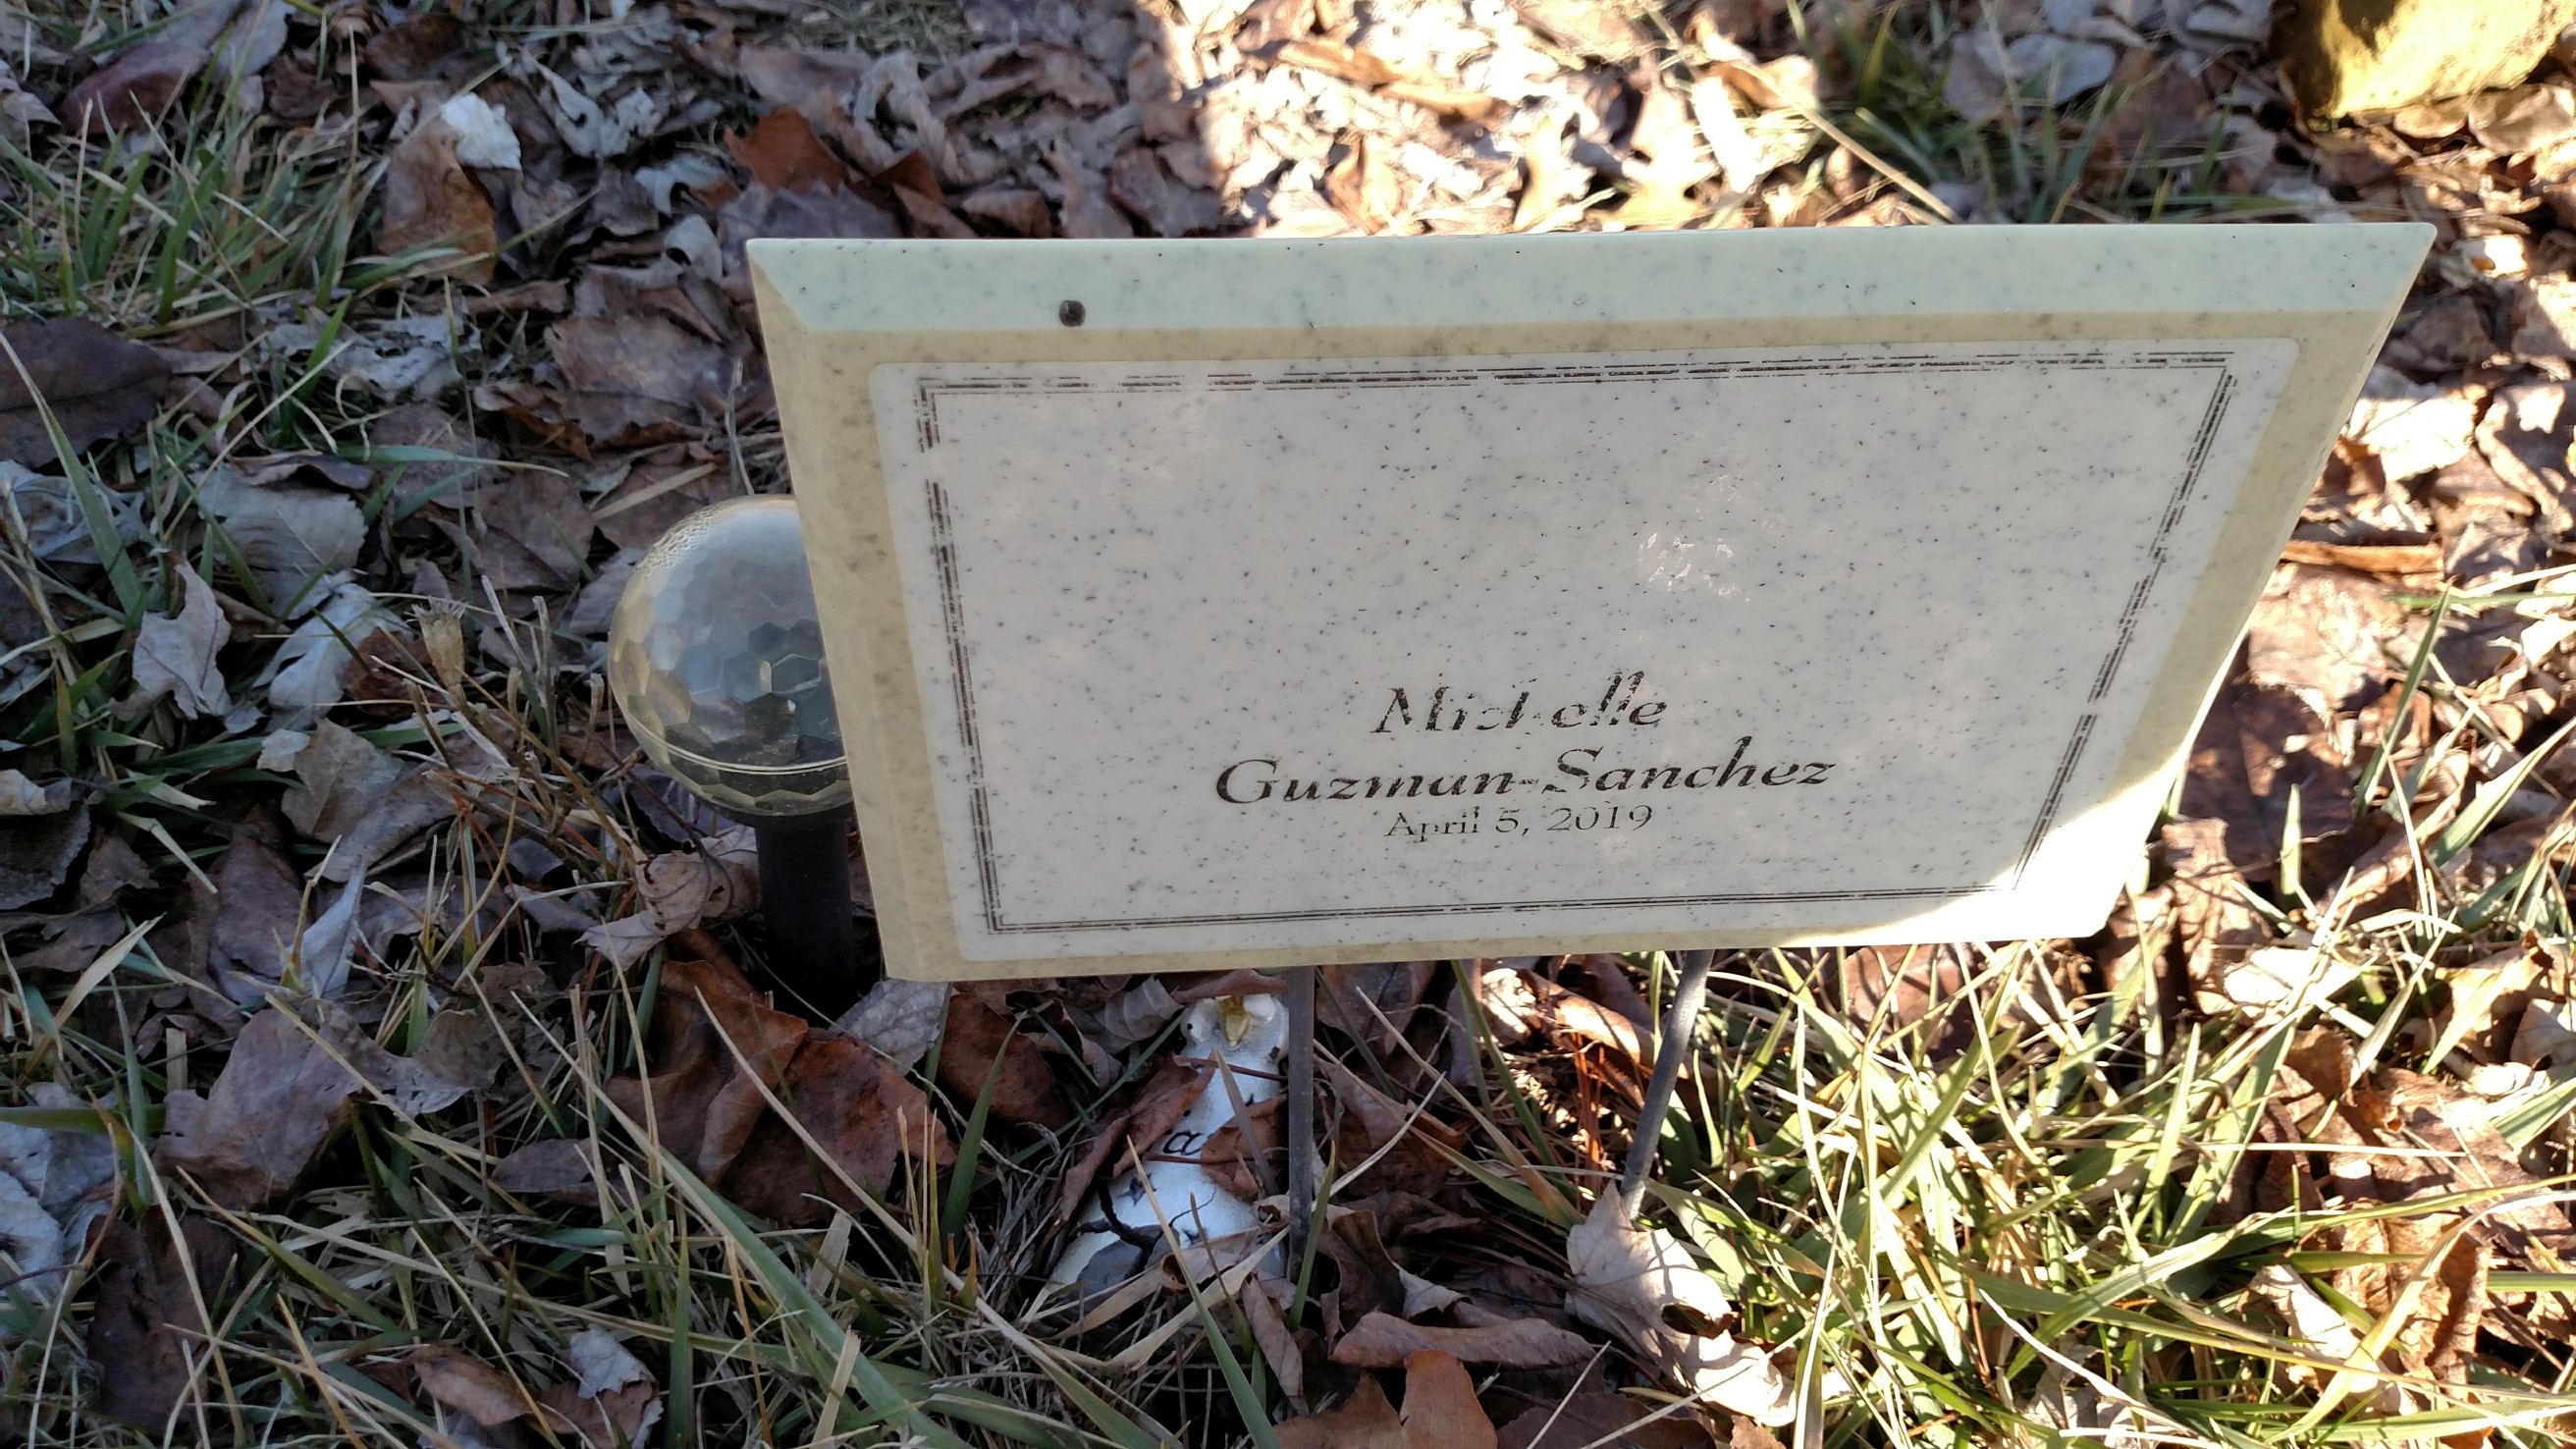 Michelle
Guzman-Sanchez
April 5, 2019
a